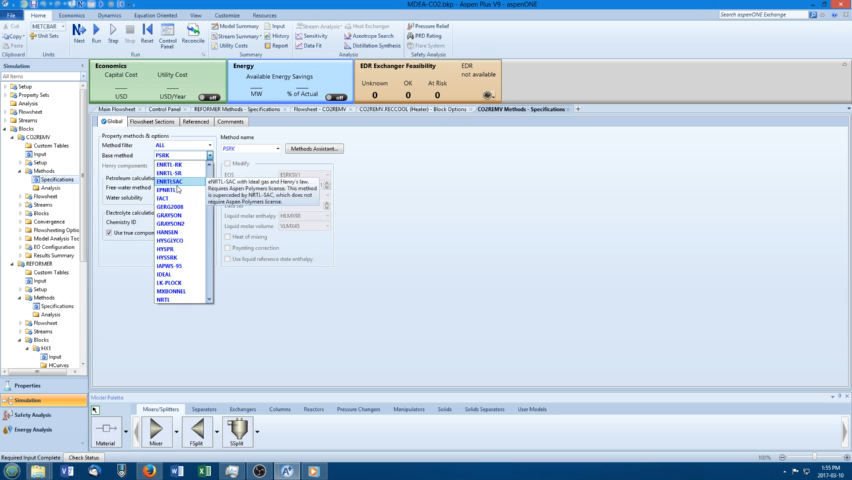 MDEA-CO2.bkp - Aspen Plus V9 - aspenONE
File Home Economics Dynamics Equation Oriented View Customize Resources
Search aspenONE Exchange
Cut METCBAR
Copy Unit Sets
Paste
Clipboard Units
Next Run Step Stop Reset Control Panel Reconcile
Run
Model Summary Input
Stream Summary History
Utility Costs Report
Summary
Stream Analysis Heat Exchanger
Sensitivity Azeotrope Search
Data Fit Distillation Synthesis
Analysis
Pressure Relief
PRD Rating
Flare System
Safety Analysis
Simulation
All Items
Setup
Property Sets
Analysis
Flowsheet
Streams
Blocks
CO2REMV
Custom Tables
Input
Setup
Methods
Specifications
Analysis
Flowsheet
Streams
Blocks
Convergence
Flowsheeting Optio
Model Analysis Too
EO Configuration
Results Summary
REFORMER
Custom Tables
Input
Setup
Methods
Specifications
Analysis
Flowsheet
Streams
Blocks
HX1
Input
HCurves
Properties
Simulation
Safety Analysis
Energy Analysis
Economics
Capital Cost Utility Cost
USD USD/Year
off
Energy
Available Energy Savings
MW % of Actual
off
EDR Exchanger Feasibility
Unknown OK At Risk
0 0 0
EDR
not available
Main Flowsheet Control Panel REFORMER Methods - Specifications Flowsheet - CO2REMV CO2REMV.RECCOOL (Heater) - Block Options CO2REMV Methods - Specifications
Global Flowsheet Sections Referenced Comments
Property methods & options
Method filter ALL
Base method PSRK
Henry components
Petroleum calculatio
Free-water method
Water solubility
Electrolyte calculatio
Chemistry ID
Use true compon
ENRTL-RK
ENRTL-SR
ENRTLSAC
EPNRTL
FACT
GERG2008
GRAYSON
GRAYSON2
HANSEN
HYSGLYCO
HYSPR
HYSSRK
IAPWS-95
IDEAL
LK-PLOCK
MXBONNEL
NRTL
Method name
PSRK Methods Assistant...
Modify
EOS ESRKSV1
eNRTL-SAC with Ideal gas and Henry's law.
Requires Aspen Polymers license. This method
is superceded by NRTL-SAC, which does not
require Aspen Polymers license.
Liquid molar enthalpy HLMX88
Liquid molar volume VLMX45
Heat of mixing
Poynting correction
Use liquid reference state enthalpy
Model Palette
Mixers/Splitters Separators Exchangers Columns Reactors Pressure Changers Manipulators Solids Solids Separators User Models
Material Mixer FSplit SSplit
Required Input Complete Check Status
100%
1:55 PM
2017-03-10